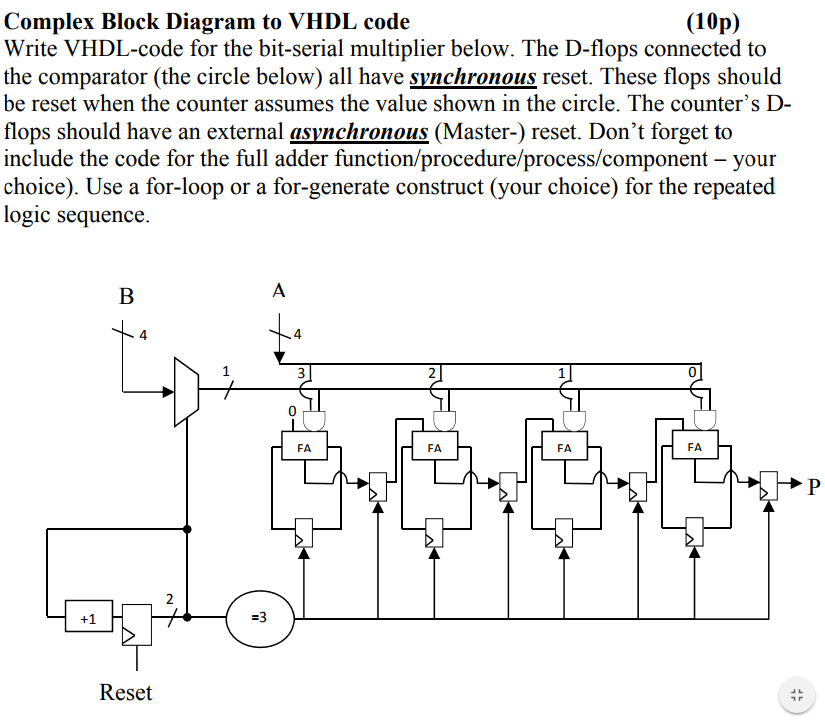 Complex Block Diagram to VHDL code (10p)
Write VHDL-code for the bit-serial multiplier below. The D-flops connected to
the comparator (the circle below) all have synchronous reset. These flops should
be reset when the counter assumes the value shown in the circle. The counter’s D-
flops should have an external asynchronous (Master-) reset. Don’t forget to
include the code for the full adder function/procedure/process/component – your
choice). Use a for-loop or a for-generate construct (your choice) for the repeated
logic sequence.
B A
4 4
1 3 2 1 0
0
FA FA FA FA
P
2
+1 =3
Reset